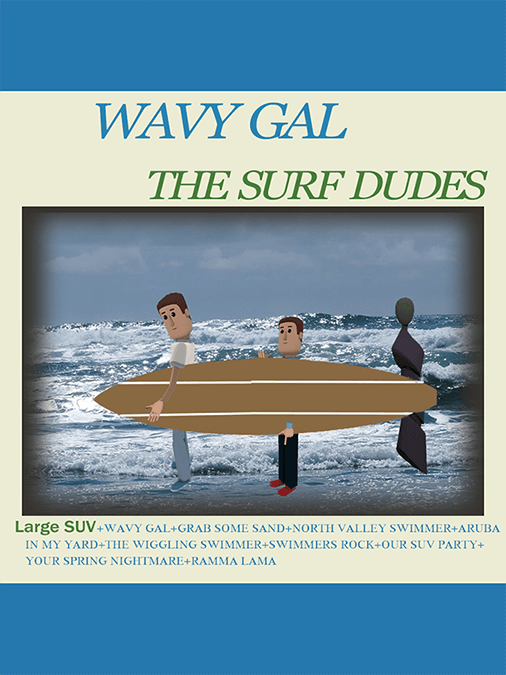 WAVY GAL
THE SURF DUDES
Large SUV+WAVY GAL+GRAB SOME SAND+NORTH VALLEY SWIMMER+ARUBA
IN MY YARD+THE WIGGLING SWIMMER+SWIMMERS ROCK+OUR SUV PARTY+
YOUR SPRING NIGHTMARE+RAMMA LAMA